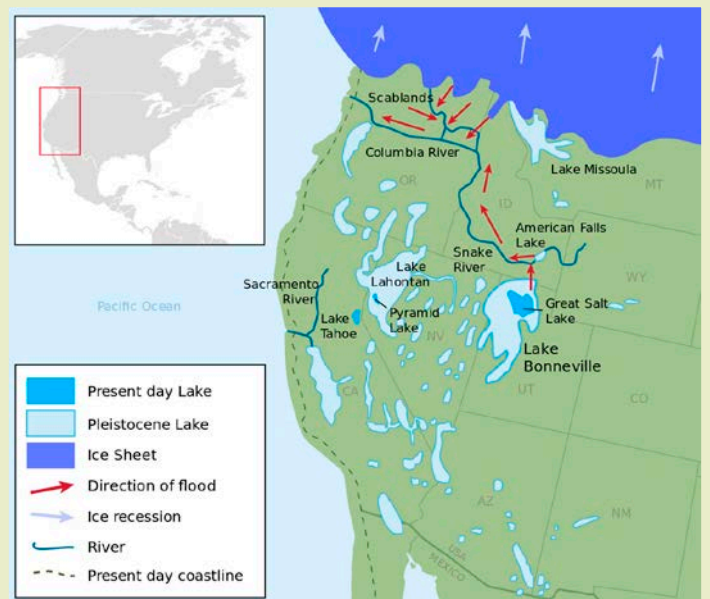 Scablands
Columbia River
Lake Missoula
MT
OR
ID
American Falls
Lake
Snake
River
WY
Sacramento
River
Lake
Lahontan
Pacific Ocean
Lake
Tahoe
Pyramid
Lake
NV
Great Salt
Lake
Lake
Bonneville
UT
CO
CA
AZ
NM
USA
MEXICO
Present day Lake
Pleistocene Lake
Ice Sheet
Direction of flood
Ice recession
River
Present day coastline